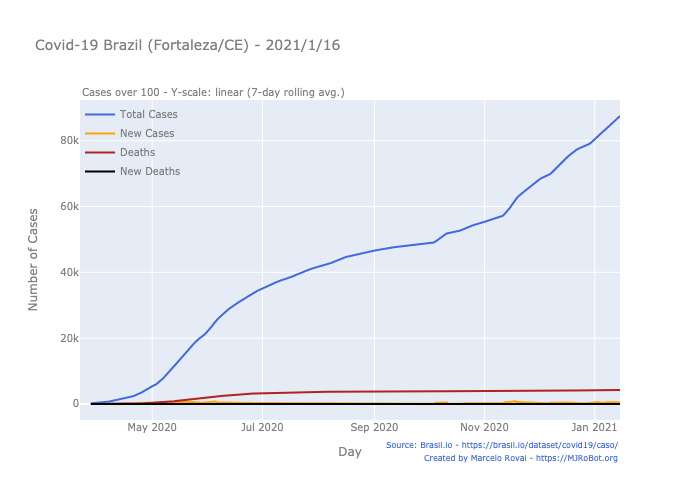 Covid-19 Brazil (Fortaleza/CE) - 2021/1/16
Cases over 100 - Y-scale: linear (7-day rolling avg.)
Total Cases
New Cases
Deaths
New Deaths
80k
60k
40k
20k
0
Number of Cases
May 2020
Jul 2020
Sep 2020
Nov 2020
Jan 2021
Day
Source: Brasil.io - https://brasil.io/dataset/covid19/caso/
Created by Marcelo Rovai - https://MJRoBot.org